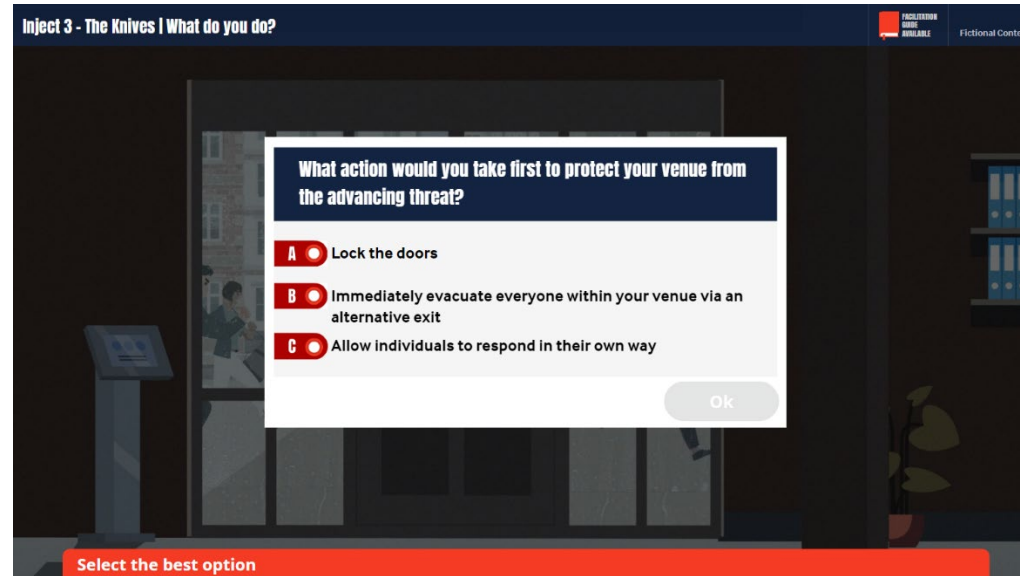 Inject 3 - The Knives | What do you do?
FACILITATION
GUIDE
AVAILABLE
Fictional Conte
What action would you take first to protect your venue from
the advancing threat?
A Lock the doors
B Immediately evacuate everyone within your venue via an
alternative exit
C Allow individuals to respond in their own way
Ok
Select the best option